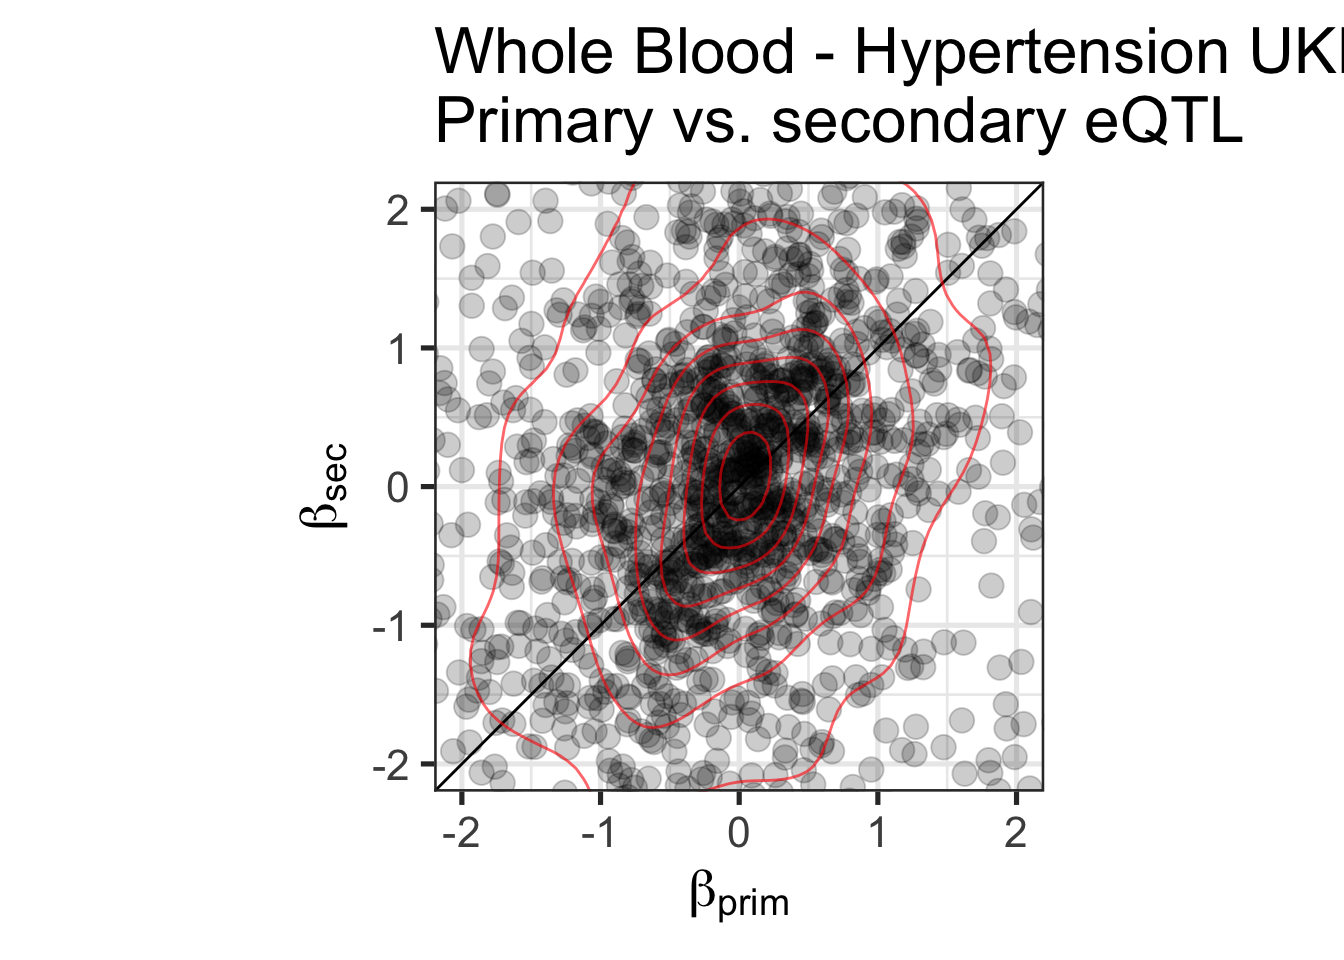 Whole Blood - Hypertension UK
Primary vs. secondary eQTL
2
1
0
-1
-2
βsec
-2 -1 0 1 2
βprim